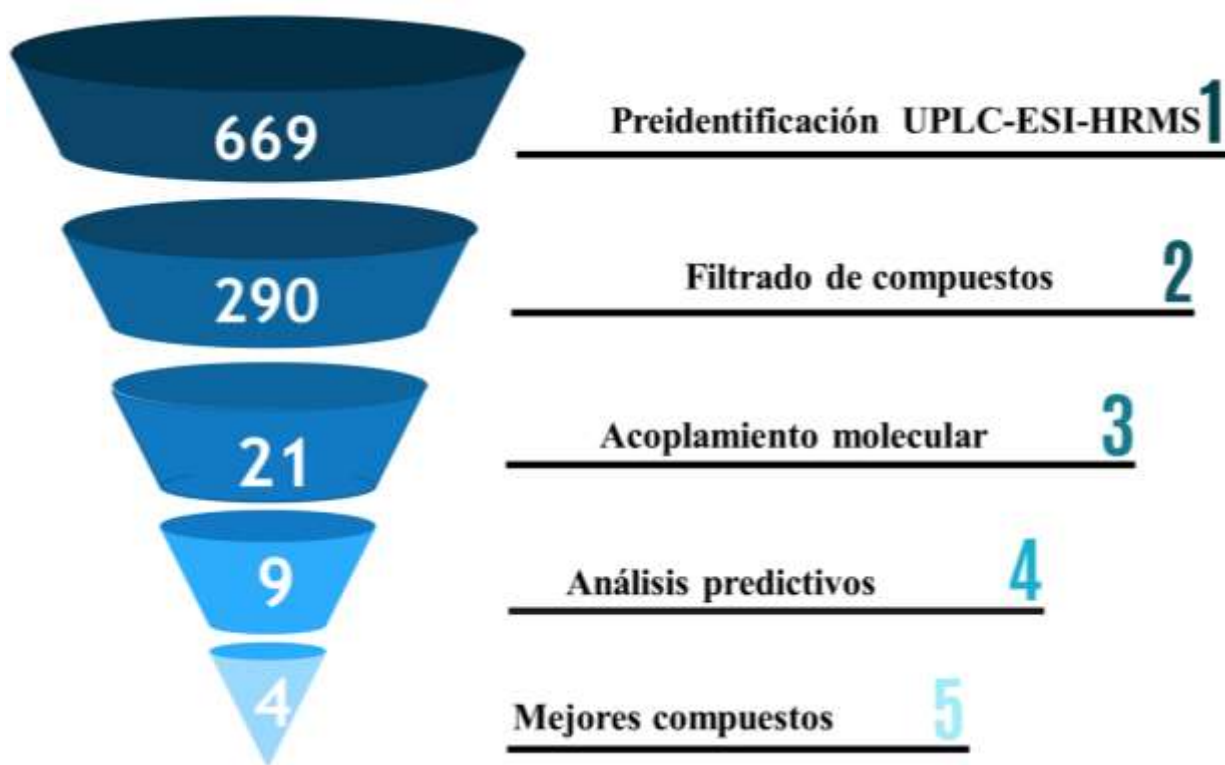 669
Preidentificación UPLC-ESI-HRMS 1
290
Filtrado de compuestos 2
21
Acoplamiento molecular 3
9
Análisis predictivos 4
4
Mejores compuestos 5